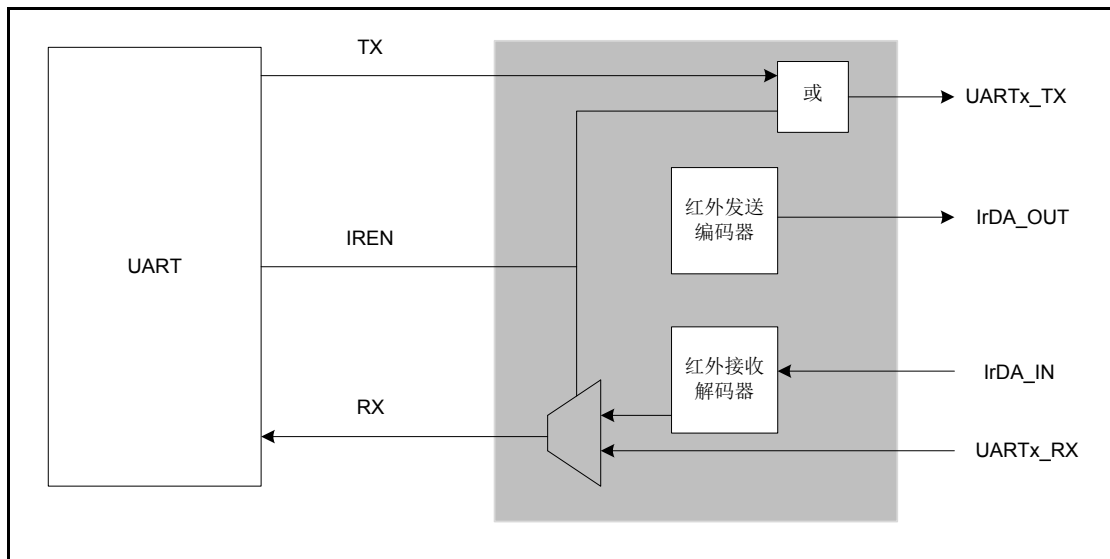 TX
或
UARTx_TX
红外发送
编码器
IrDA_OUT
IREN
UART
红外接收
解码器
IrDA_IN
RX
UARTx_RX